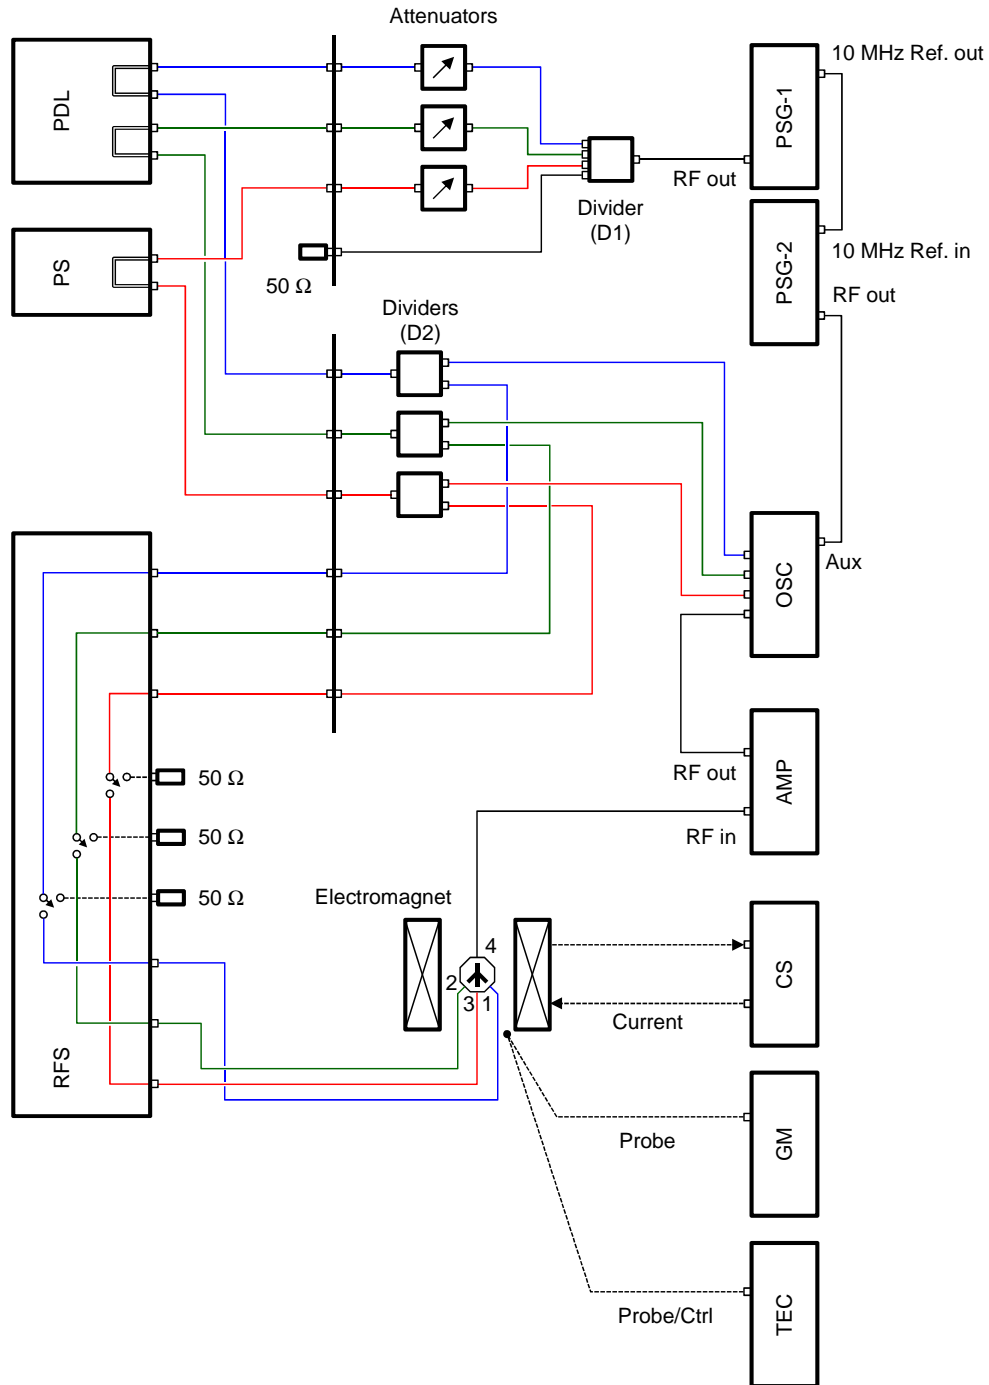 Attenuators
PDL
PSG-1
10 MHz Ref. out
RF out
Divider
(D1)
PS
PSG-2
10 MHz Ref. in
50 Ω
RF out
Dividers
(D2)
OSC
Aux
RFS
50 Ω
50 Ω
50 Ω
RF out
AMP
RF in
Electromagnet
4
2
3
1
CS
Current
Probe
GM
Probe/Ctrl
TEC